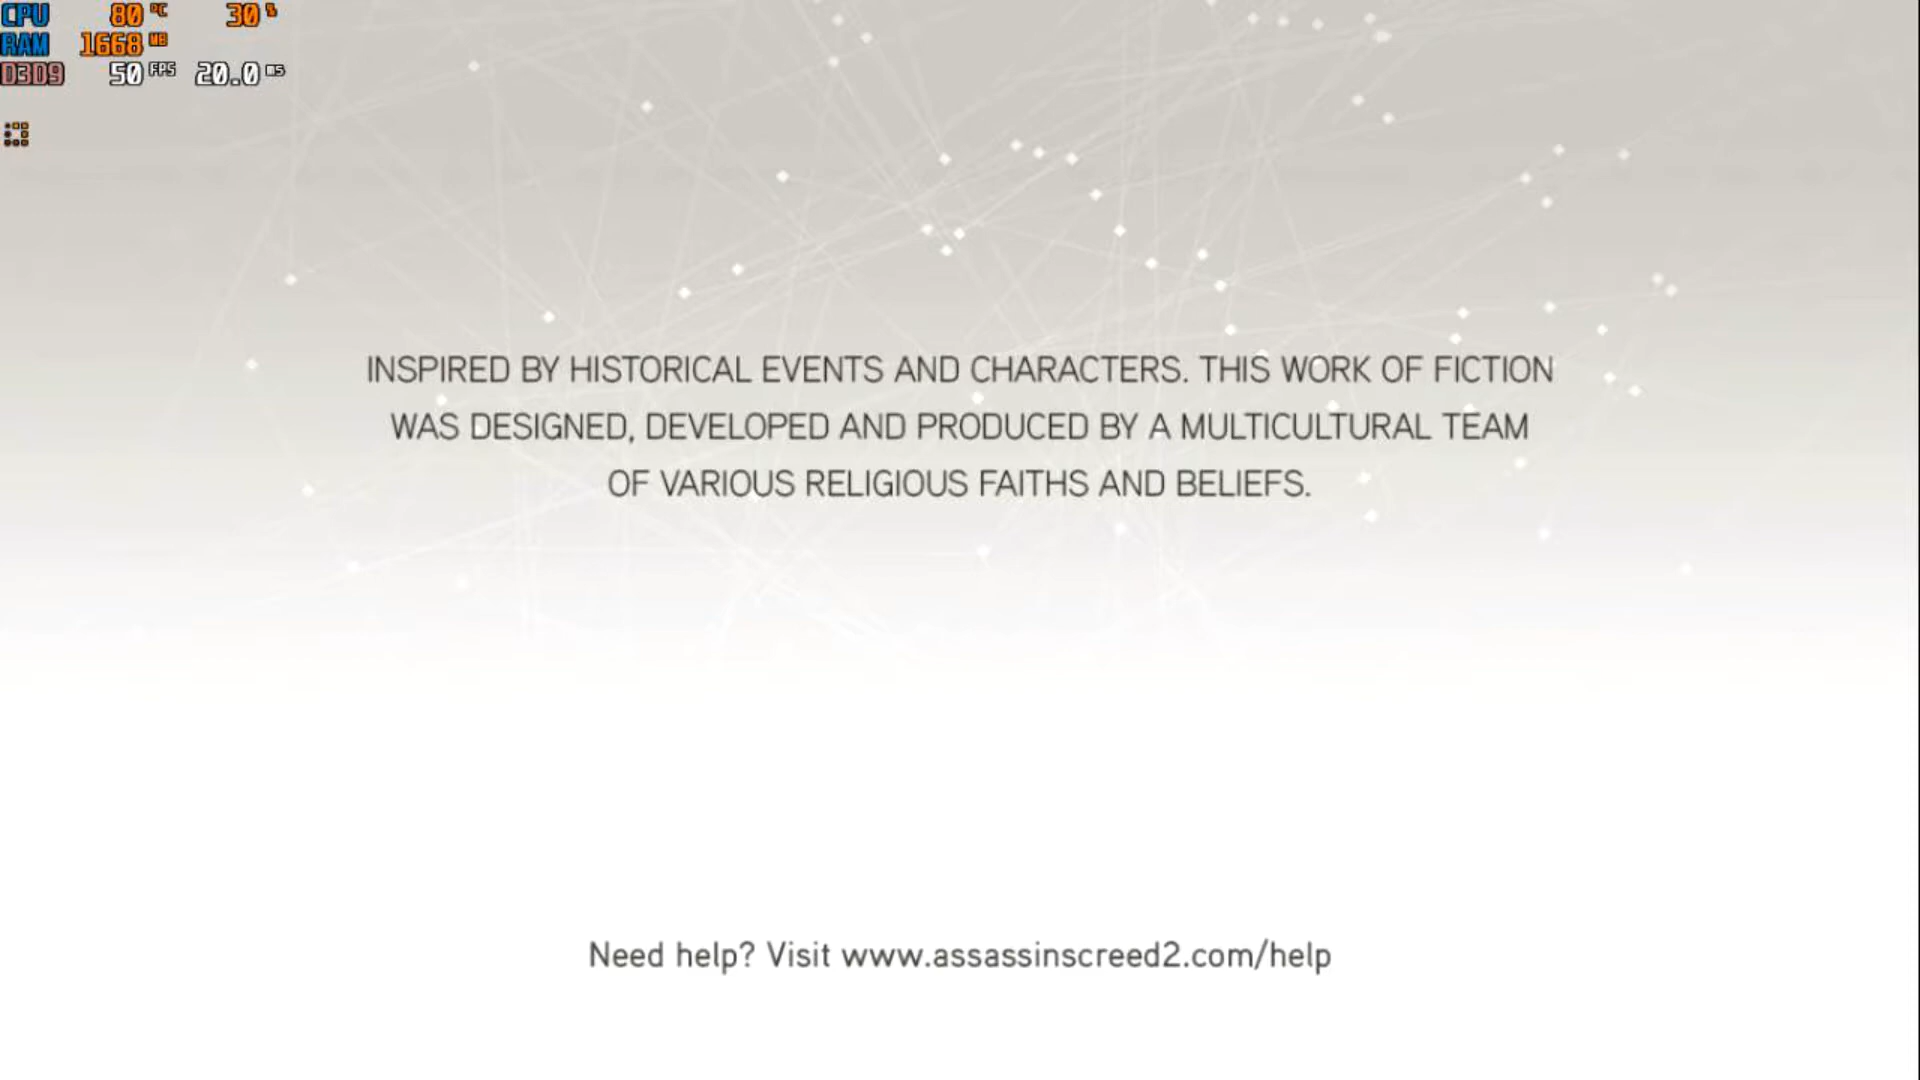 CPU 80 °C 30 %
RAM 1668 MB
D3D9 50 FPS 20.0 ms
INSPIRED BY HISTORICAL EVENTS AND CHARACTERS. THIS WORK OF FICTION
WAS DESIGNED, DEVELOPED AND PRODUCED BY A MULTICULTURAL TEAM
OF VARIOUS RELIGIOUS FAITHS AND BELIEFS.
Need help? Visit www.assassinscreed2.com/help